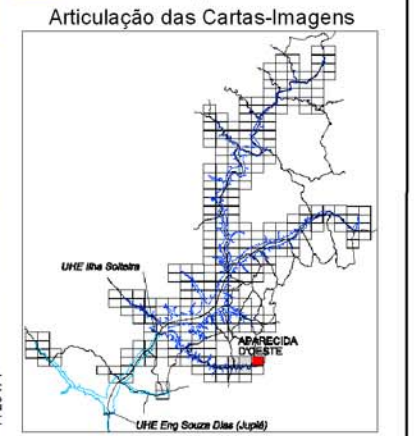 Articulação das Cartas-Imagens
UHE Ilha Solteira
APARECIDA
D'OESTE
UHE Eng Souza Dias (Jupiá)